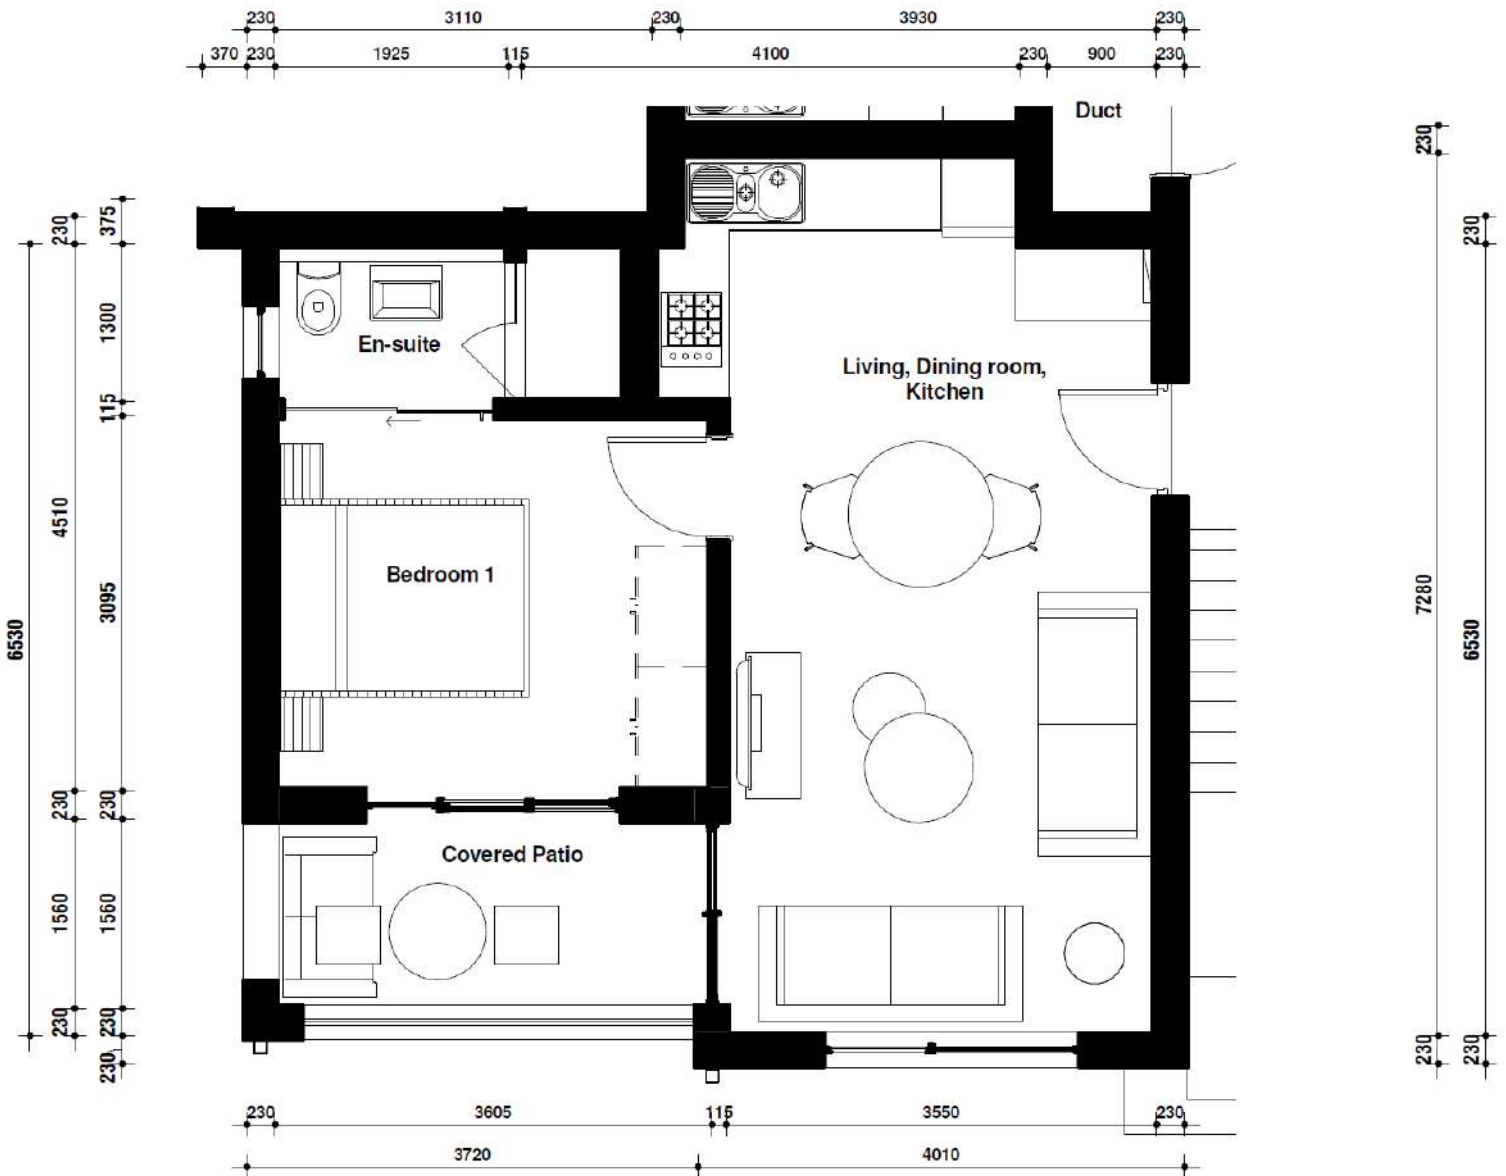 230 3110 230 3930 230
370 230 1925 115 4100 230 900 230
Duct
230
375
230
230
En-suite
1300
Living, Dining room,
Kitchen
115
4510
Bedroom 1
3095
7280
6530
6530
230
230
Covered Patio
1560
1560
230
230
230
230
230
230 3605 115 3550 230
3720 4010